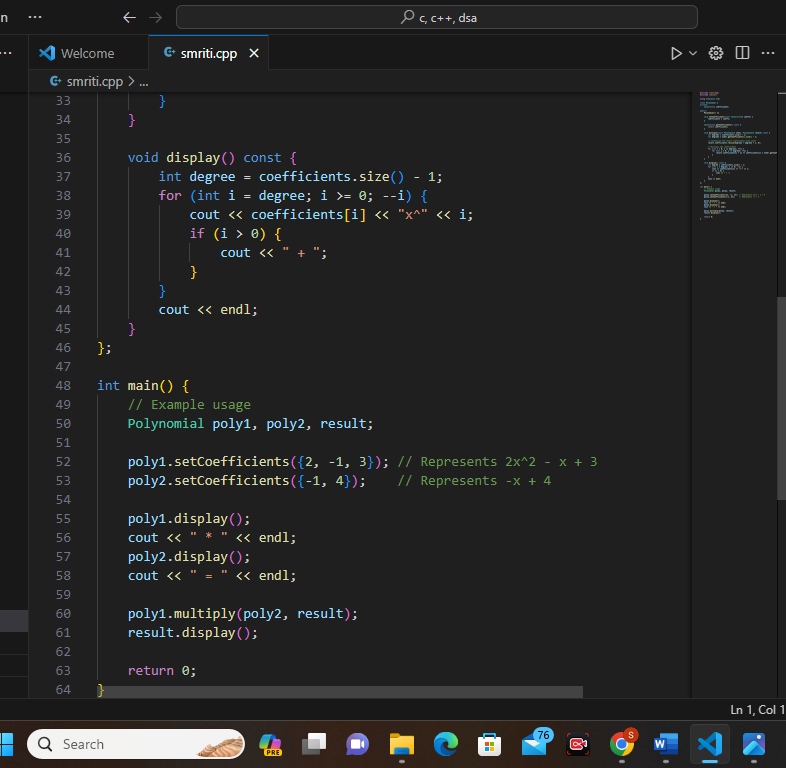 n ... c, c++, dsa
... Welcome smriti.cpp
smriti.cpp > ...
33 }
34 }
35
36 void display() const {
37 int degree = coefficients.size() - 1;
38 for (int i = degree; i >= 0; --i) {
39 cout << coefficients[i] << "x^" << i;
40 if (i > 0) {
41 cout << " + ";
42 }
43 }
44 cout << endl;
45 }
46 };
47
48 int main() {
49 // Example usage
50 Polynomial poly1, poly2, result;
51
52 poly1.setCoefficients({2, -1, 3}); // Represents 2x^2 - x + 3
53 poly2.setCoefficients({-1, 4}); // Represents -x + 4
54
55 poly1.display();
56 cout << " * " << endl;
57 poly2.display();
58 cout << " = " << endl;
59
60 poly1.multiply(poly2, result);
61 result.display();
62
63 return 0;
64 }
Ln 1, Col 1
Search PRE 76 S W